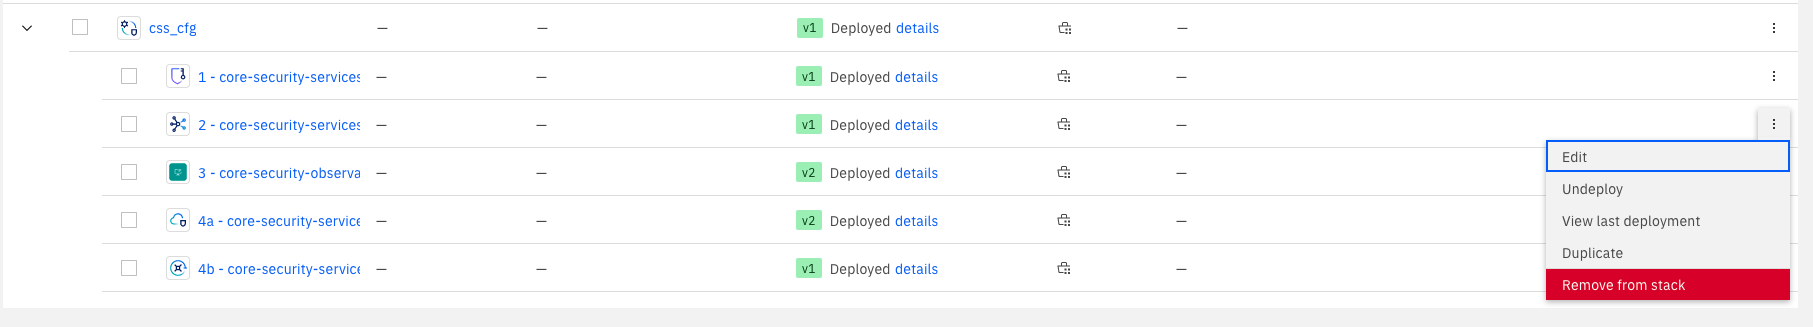 css_cfg — — v1 Deployed details —
1 - core-security-services — — v1 Deployed details —
2 - core-security-services — — v1 Deployed details —
3 - core-security-observa — — v2 Deployed details —
4a - core-security-service — — v2 Deployed details —
4b - core-security-service — — v1 Deployed details —
Edit
Undeploy
View last deployment
Duplicate
Remove from stack